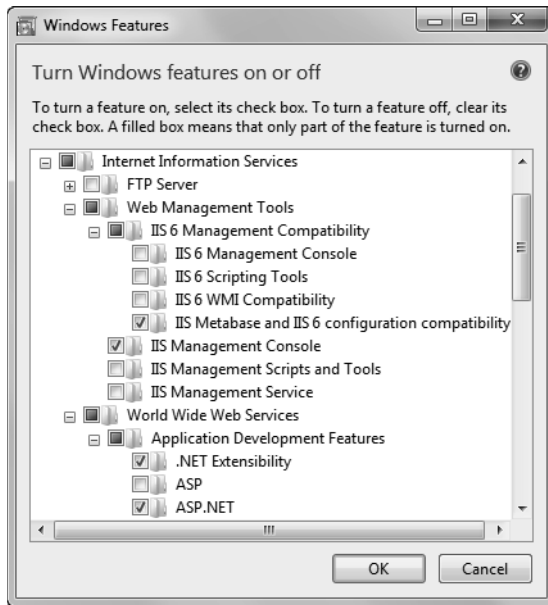 Windows Features
Turn Windows features on or off
To turn a feature on, select its check box. To turn a feature off, clear its
check box. A filled box means that only part of the feature is turned on.
Internet Information Services
FTP Server
Web Management Tools
IIS 6 Management Compatibility
IIS 6 Management Console
IIS 6 Scripting Tools
IIS 6 WMI Compatibility
IIS Metabase and IIS 6 configuration compatibility
IIS Management Console
IIS Management Scripts and Tools
IIS Management Service
World Wide Web Services
Application Development Features
.NET Extensibility
ASP
ASP.NET
OK Cancel